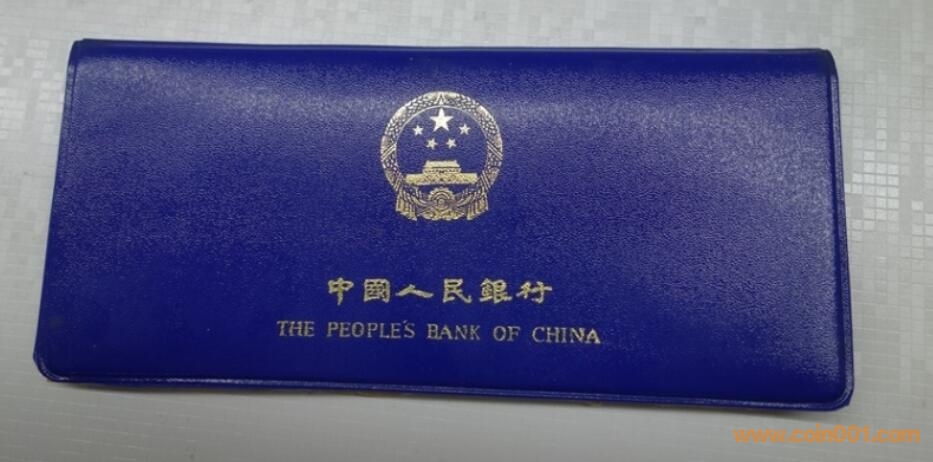 中國人民銀行
THE PEOPLE'S BANK OF CHINA
www.coin001.com